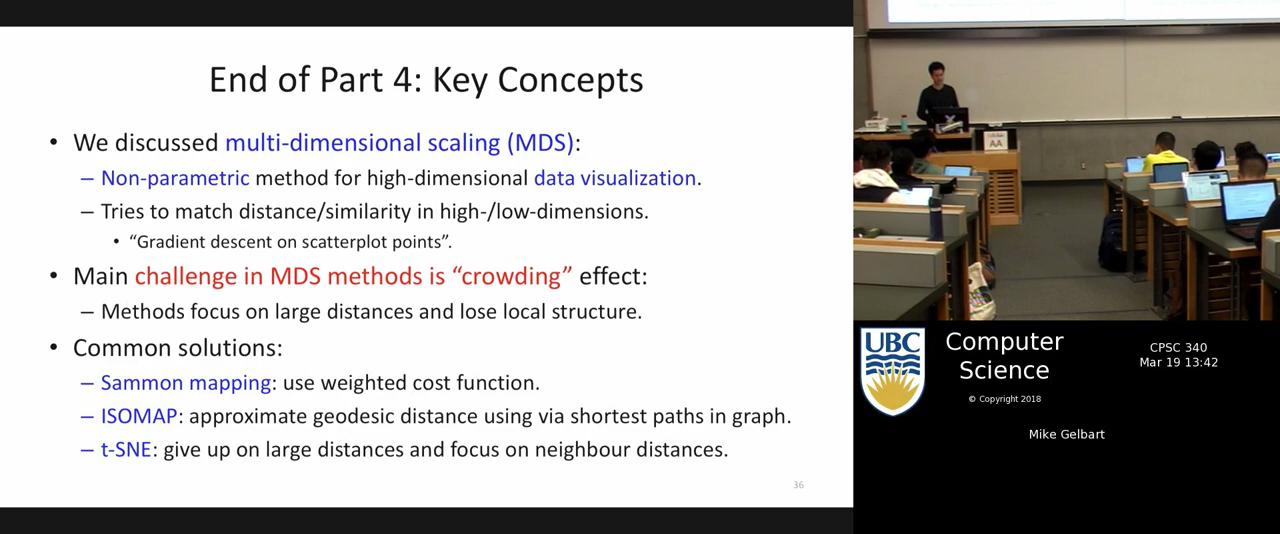 End of Part 4: Key Concepts
• We discussed multi-dimensional scaling (MDS):
– Non-parametric method for high-dimensional data visualization.
– Tries to match distance/similarity in high-/low-dimensions.
• “Gradient descent on scatterplot points”.
• Main challenge in MDS methods is “crowding” effect:
– Methods focus on large distances and lose local structure.
• Common solutions:
– Sammon mapping: use weighted cost function.
– ISOMAP: approximate geodesic distance using via shortest paths in graph.
– t-SNE: give up on large distances and focus on neighbour distances.
36
AA
UBC
Computer
Science
© Copyright 2018
CPSC 340
Mar 19 13:42
Mike Gelbart